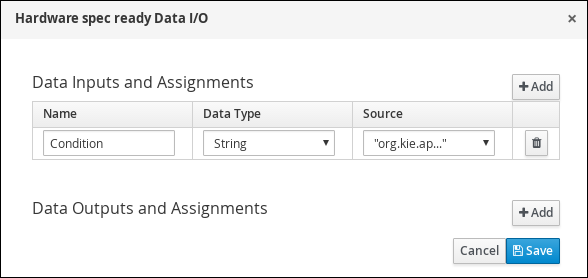 Hardware spec ready Data I/O ×
Data Inputs and Assignments
+ Add
Name Data Type Source
Condition String "org.kie.ap..."
Data Outputs and Assignments
+ Add
Cancel Save